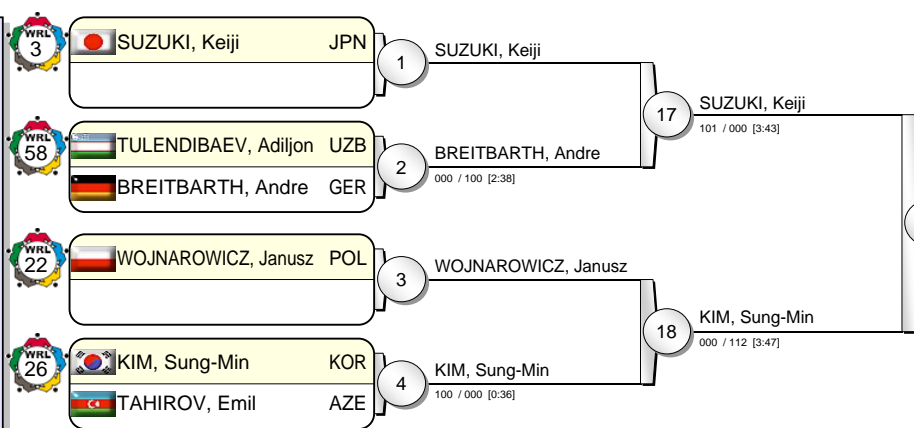 WRL
3
SUZUKI, Keiji JPN
1
SUZUKI, Keiji
17
SUZUKI, Keiji
101 / 000 [3:43]
WRL
58
TULENDIBAEV, Adiljon UZB
BREITBARTH, Andre GER
2
BREITBARTH, Andre
000 / 100 [2:38]
WRL
22
WOJNAROWICZ, Janusz POL
3
WOJNAROWICZ, Janusz
18
KIM, Sung-Min
000 / 112 [3:47]
WRL
26
KIM, Sung-Min KOR
TAHIROV, Emil AZE
4
KIM, Sung-Min
100 / 000 [0:36]